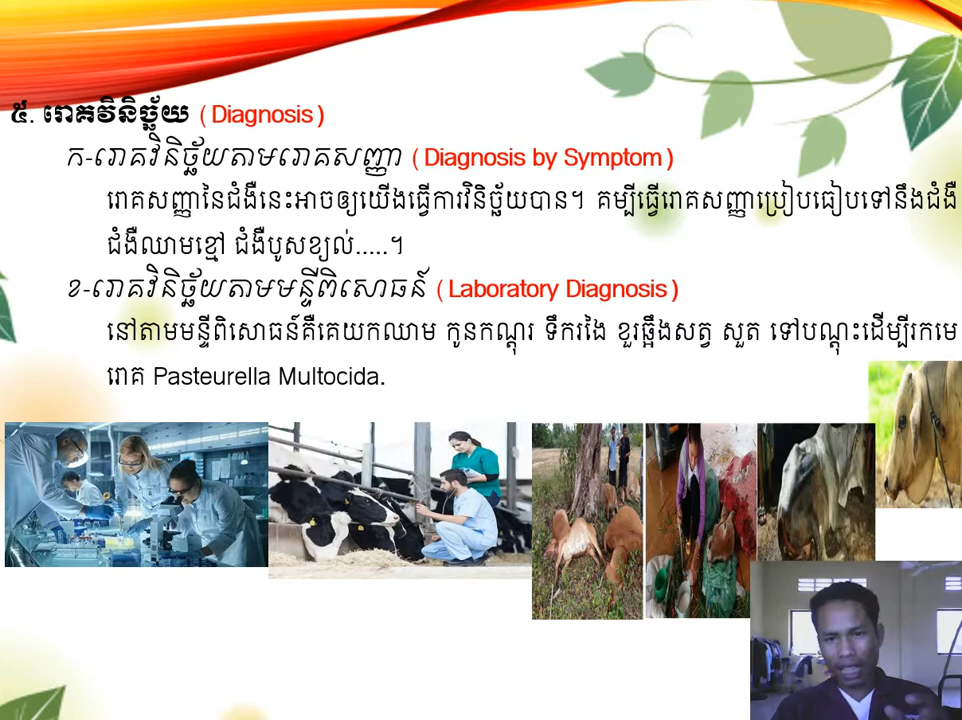 ៥. រោគវិនិច្ឆ័យ (Diagnosis)
ក-រោគវិនិច្ឆ័យតាមរោគសញ្ញា (Diagnosis by Symptom)
រោគសញ្ញានៃជំងឺនេះអាចឲ្យយើងធ្វើការវិនិច្ឆ័យបាន។ គម្បីធ្វើរោគសញ្ញាប្រៀបធៀបទៅនឹងជំងឺ
ជំងឺឈាមខ្មៅ ជំងឺបូសខ្យល់.....។
ខ-រោគវិនិច្ឆ័យតាមមន្ទីពិសោធន៍ (Laboratory Diagnosis)
នៅតាមមន្ទីពិសោធន៍គឺគេយកឈាម កូនកណ្តុរ ទឹករងៃ ខួរឆ្អឹងសត្វ សួត ទៅបណ្តុះដើម្បីរកមេ
រោគ Pasteurella Multocida.